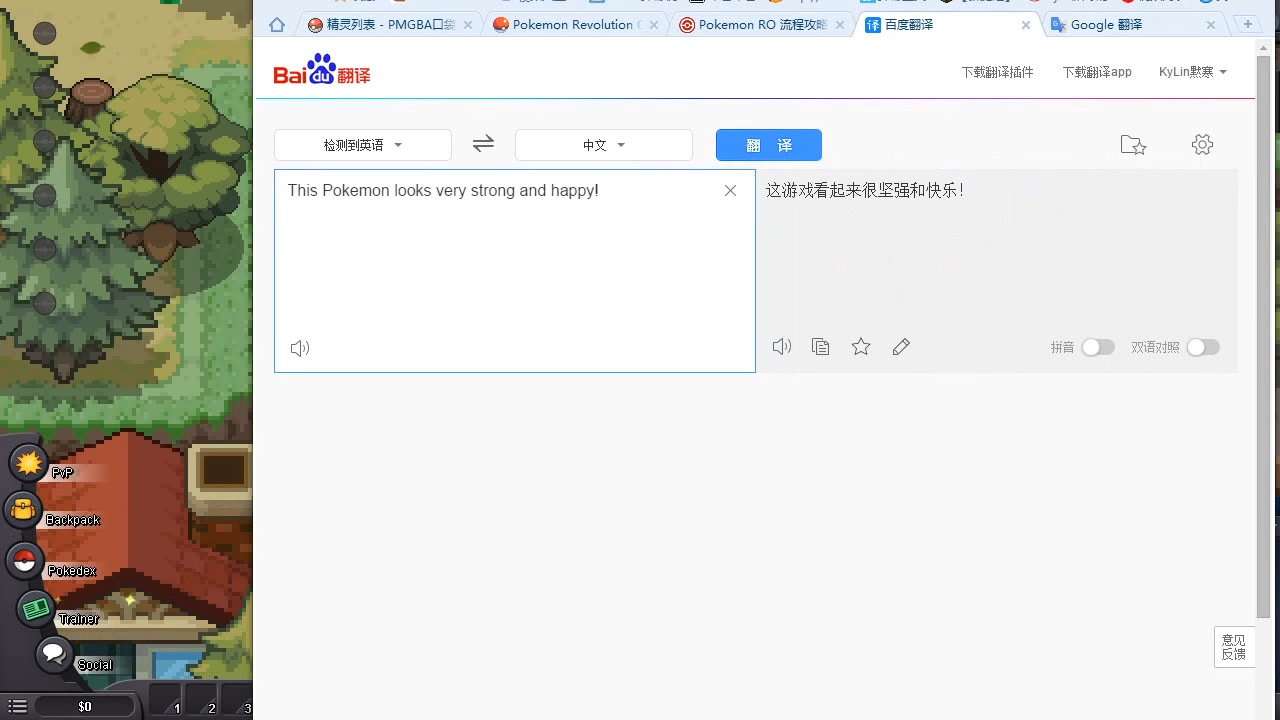 精灵列表 - PMGBA口袋
Pokemon Revolution
Pokemon RO 流程攻略
百度翻译
Google 翻译
Baidu翻译
下载翻译插件
下载翻译app
KyLin默寒
检测到英语
中文
翻 译
This Pokemon looks very strong and happy!
这游戏看起来很坚强和快乐!
拼音
双语对照
PvP
Backpack
Pokedex
Trainer
Social
意见
反馈
$0
1
2
3